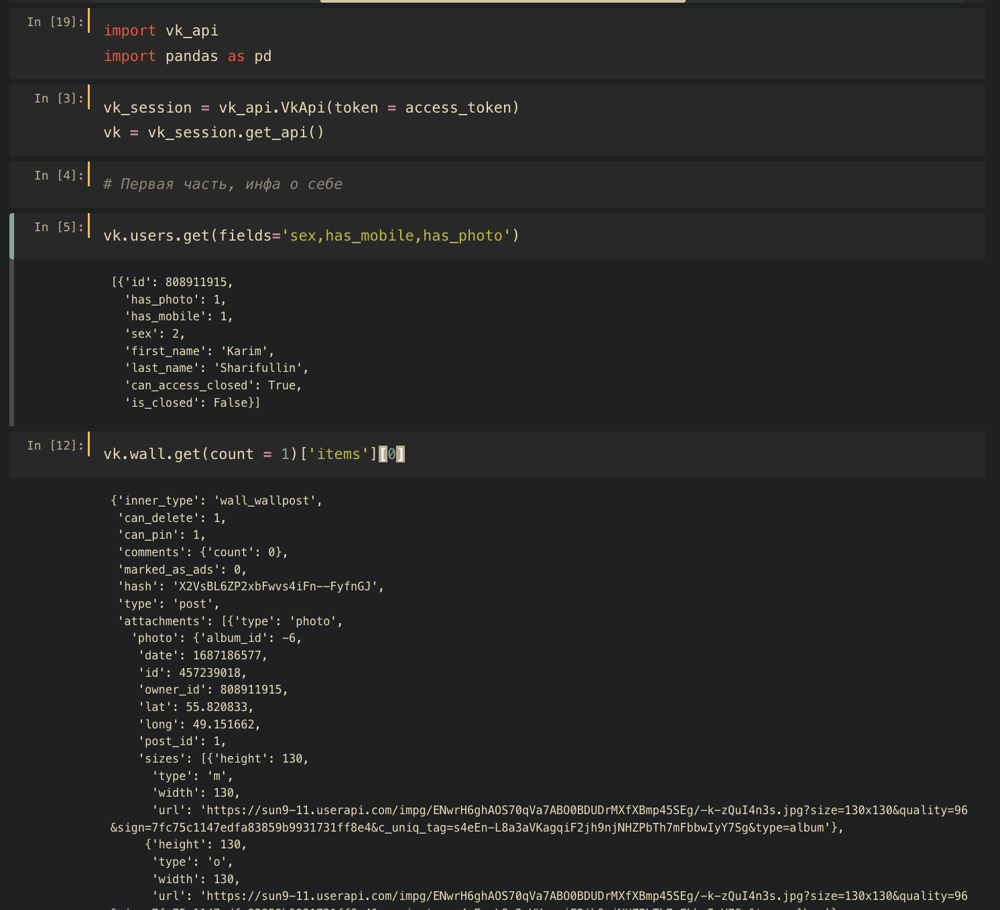 In [19]:
import vk_api
import pandas as pd
In [3]:
vk_session = vk_api.VkApi(token = access_token)
vk = vk_session.get_api()
In [4]:
# Первая часть, инфа о себе
In [5]:
vk.users.get(fields='sex,has_mobile,has_photo')
[{'id': 808911915,
'has_photo': 1,
'has_mobile': 1,
'sex': 2,
'first_name': 'Karim',
'last_name': 'Sharifullin',
'can_access_closed': True,
'is_closed': False}]
In [12]:
vk.wall.get(count = 1)['items'][0]
{'inner_type': 'wall_wallpost',
'can_delete': 1,
'can_pin': 1,
'comments': {'count': 0},
'marked_as_ads': 0,
'hash': 'X2VsBL6ZP2xbFwvs4iFn--FyfnGJ',
'type': 'post',
'attachments': [{'type': 'photo',
'photo': {'album_id': -6,
'date': 1687186577,
'id': 457239018,
'owner_id': 808911915,
'lat': 55.820833,
'long': 49.151662,
'post_id': 1,
'sizes': [{'height': 130,
'type': 'm',
'width': 130,
'url': 'https://sun9-11.userapi.com/impg/ENwrH6ghAOS70qVa7ABO0BDUDrMXfXBmp45SEg/-k-zQuI4n3s.jpg?size=130x130&quality=96
&sign=7fc75c1147edfa83859b9931731ff8e4&c_uniq_tag=s4eEn-L8a3aVKagqiF2jh9njNHZPbTh7mFbbwIyY7Sg&type=album'},
{'height': 130,
'type': 'o',
'width': 130,
'url': 'https://sun9-11.userapi.com/impg/ENwrH6ghAOS70qVa7ABO0BDUDrMXfXBmp45SEg/-k-zQuI4n3s.jpg?size=130x130&quality=96